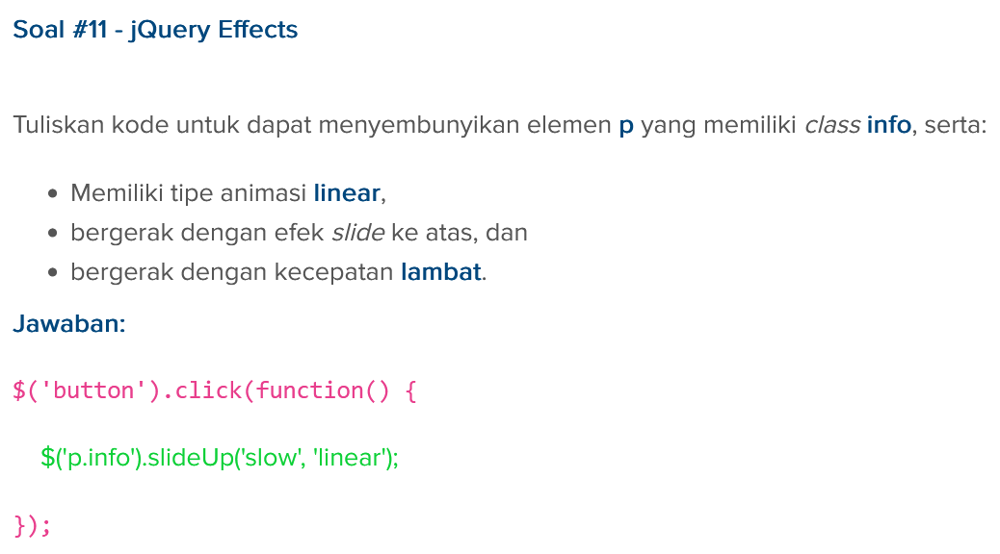 Soal #11 - jQuery Effects
Tuliskan kode untuk dapat menyembunyikan elemen p yang memiliki class info, serta:
• Memiliki tipe animasi linear,
• bergerak dengan efek slide ke atas, dan
• bergerak dengan kecepatan lambat.
Jawaban:
$('button').click(function() {
$('p.info').slideUp('slow', 'linear');
});